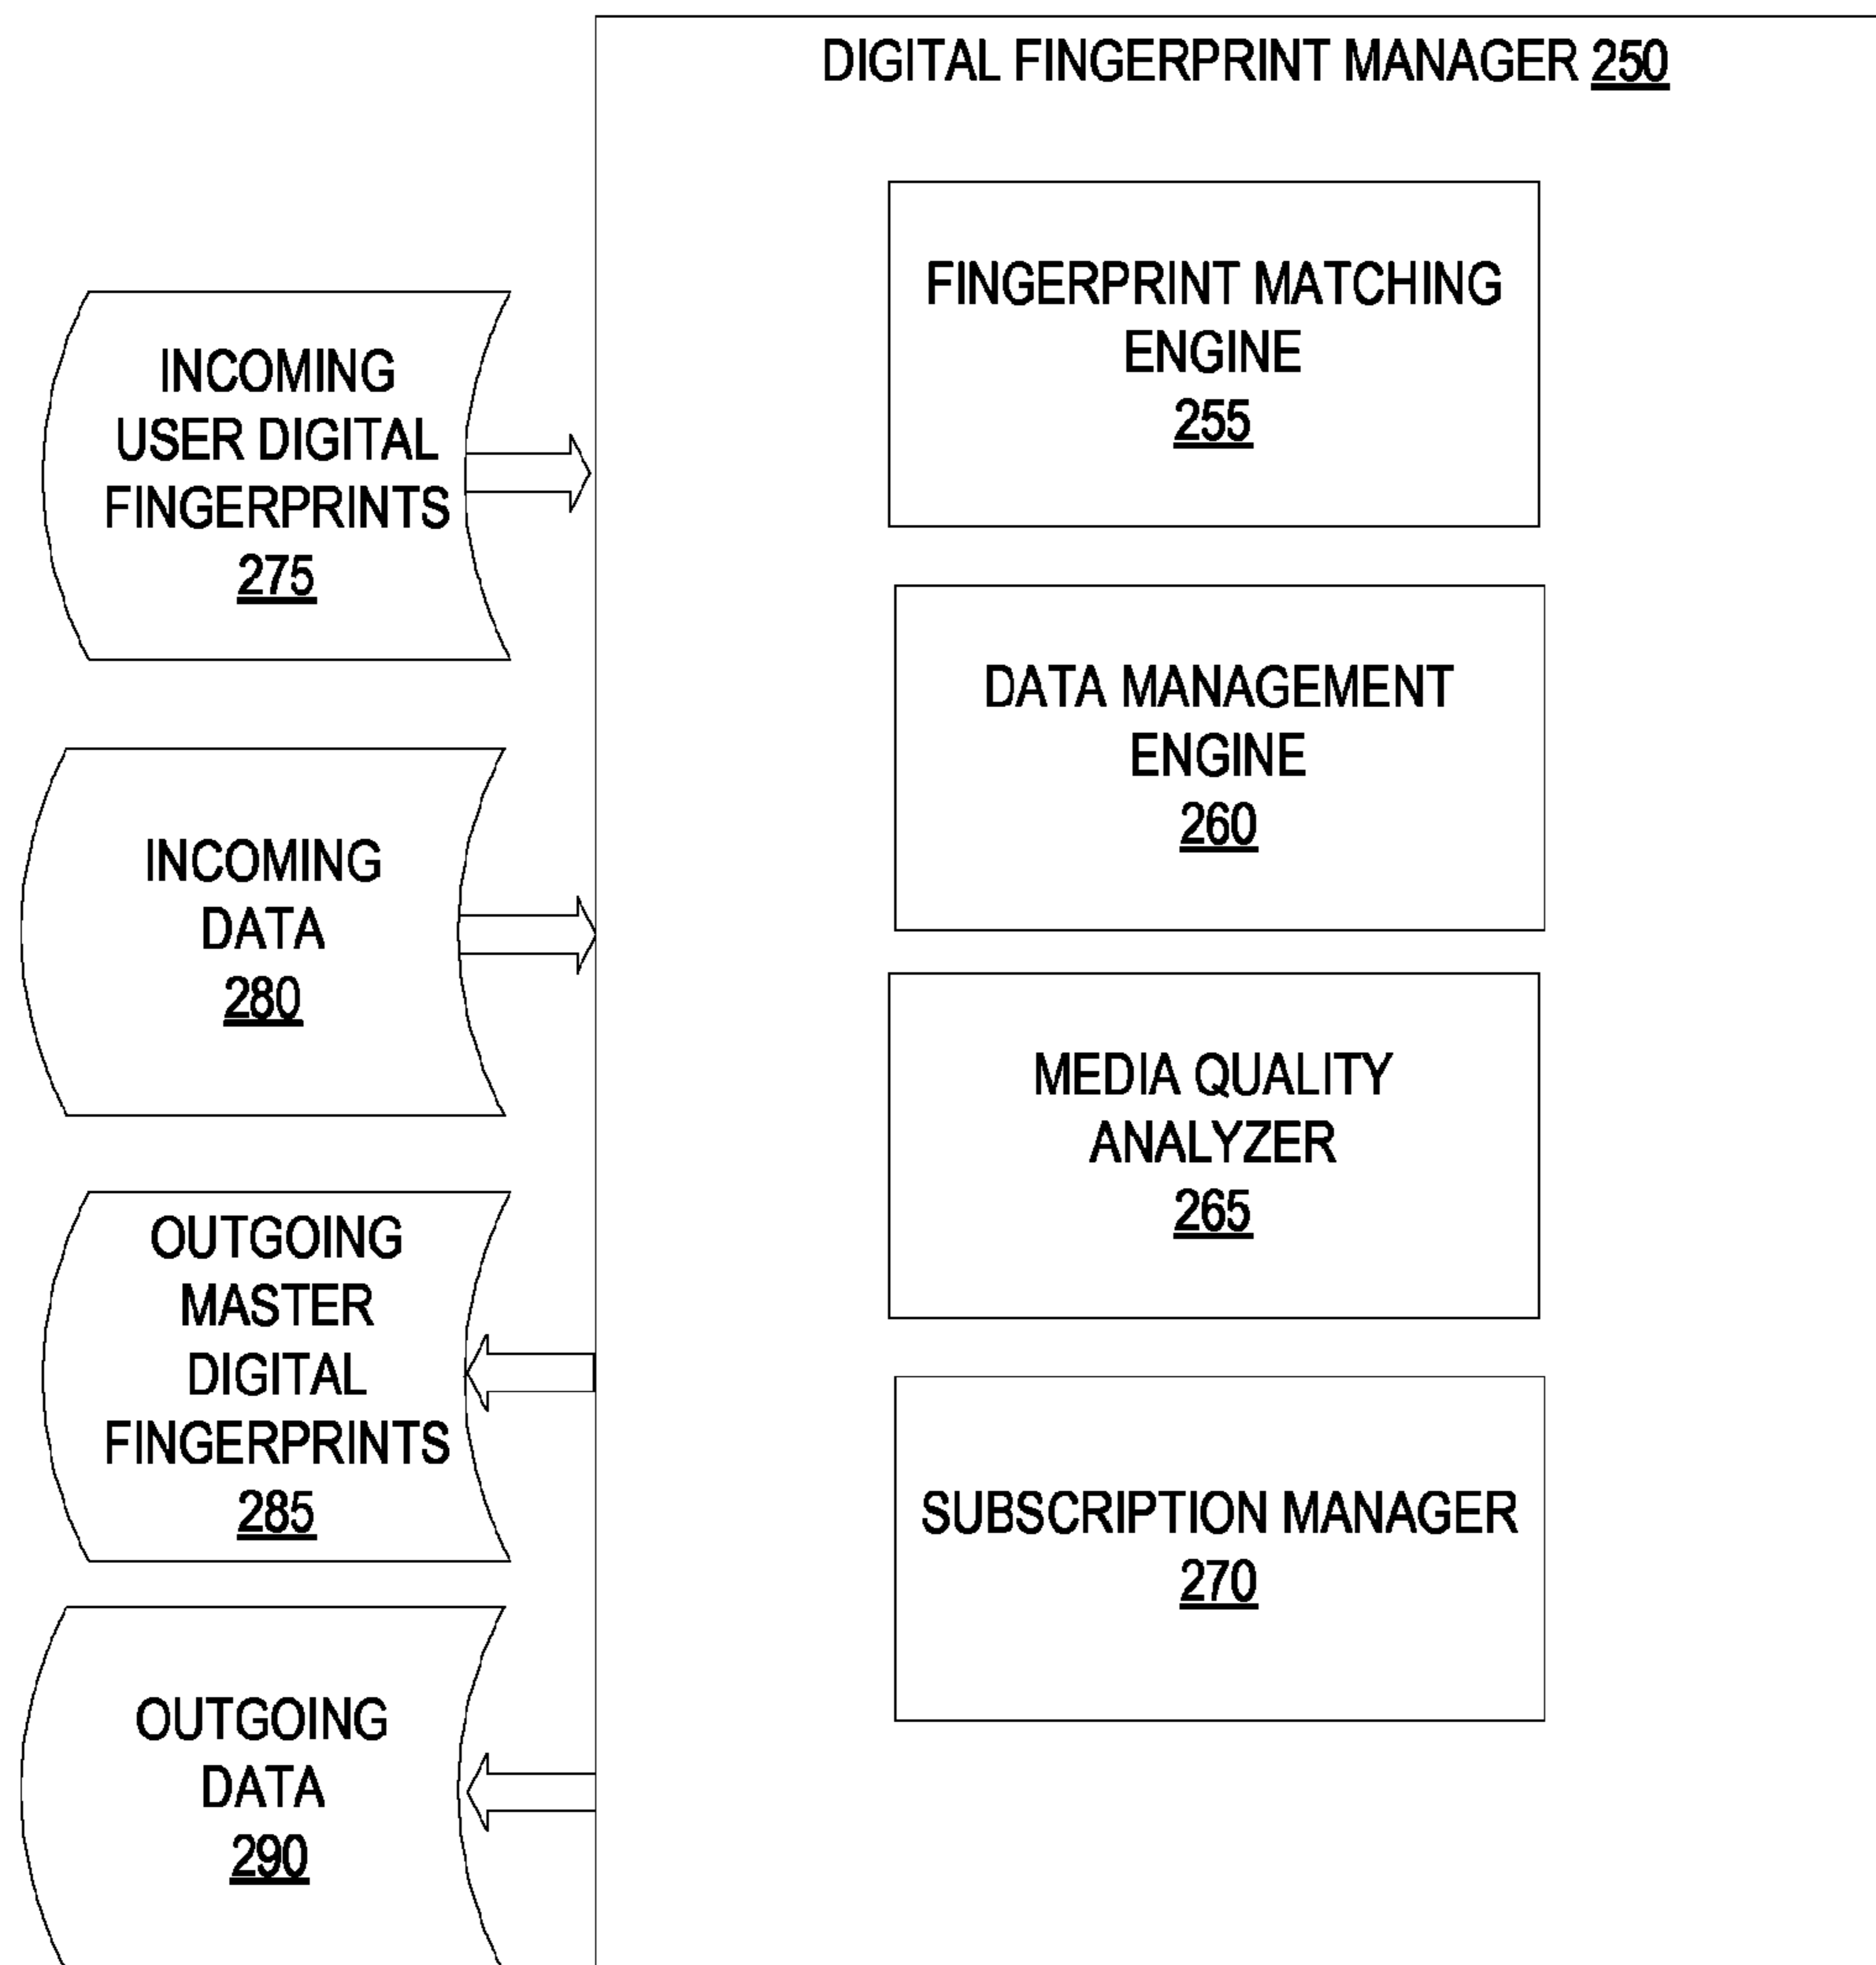 DIGITAL FINGERPRINT MANAGER 250
FINGERPRINT MATCHING
ENGINE
255
DATA MANAGEMENT
ENGINE
260
MEDIA QUALITY
ANALYZER
265
SUBSCRIPTION MANAGER
270
INCOMING
USER DIGITAL
FINGERPRINTS
275
INCOMING
DATA
280
OUTGOING
MASTER
DIGITAL
FINGERPRINTS
285
OUTGOING
DATA
290